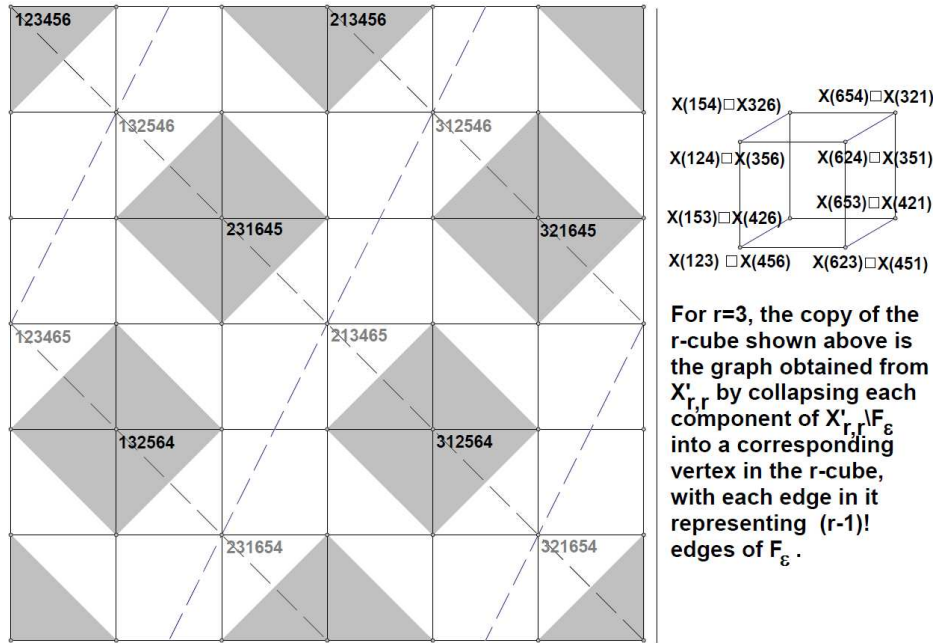 123456 213456
132546 312546
231645 321645
123465 213465
132564 312564
231654 321654
X(154)□X326) X(654)□X(321)
X(124)□X(356) X(624)□X(351)
X(153)□X(426) X(653)□X(421)
X(123) □X(456) X(623)□X(451)
For r=3, the copy of the
r-cube shown above is
the graph obtained from
X'r,r by collapsing each
component of X'r,r\Fε
into a corresponding
vertex in the r-cube,
with each edge in it
representing (r-1)!
edges of Fε .